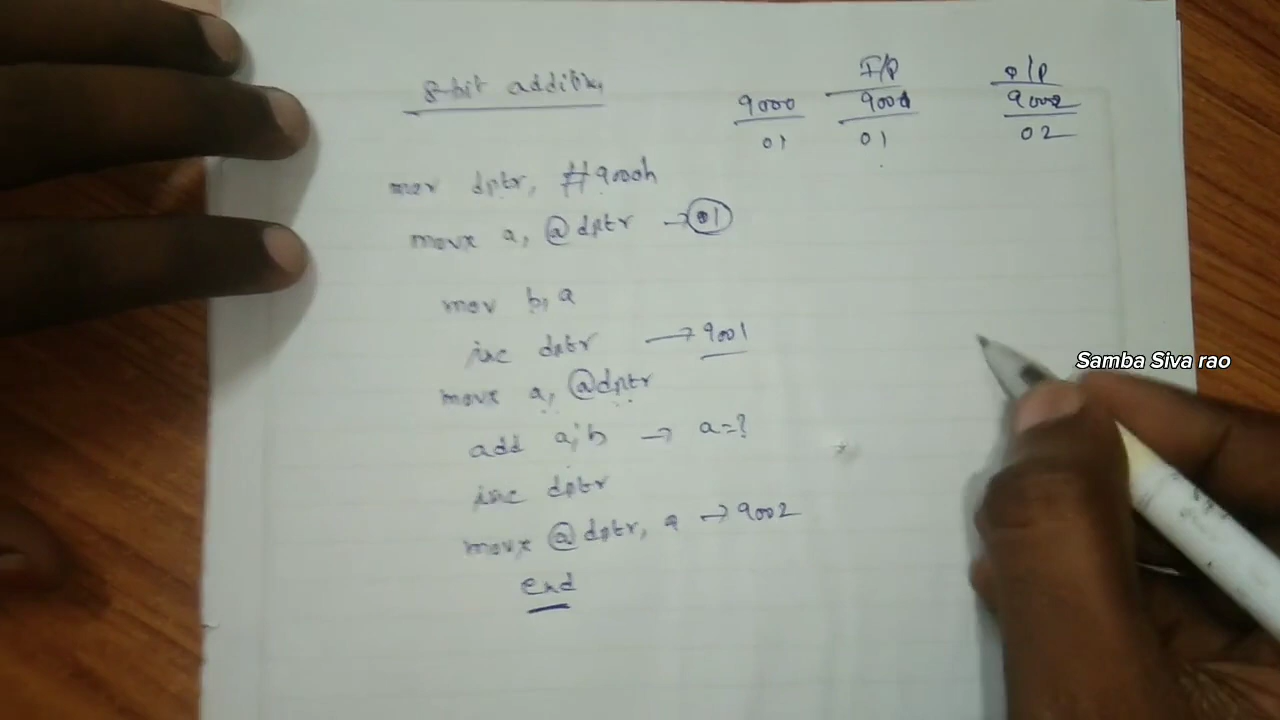 8-bit addition
I/P O/P
9000 9001 9002
01 01 02
mov dptr, #9000h
movx a, @dptr → 01
mov b, a
inc dptr → 9001
movx a, @dptr
add a, b → a=?
inc dptr
movx @dptr, a → 9002
end
Samba Siva rao